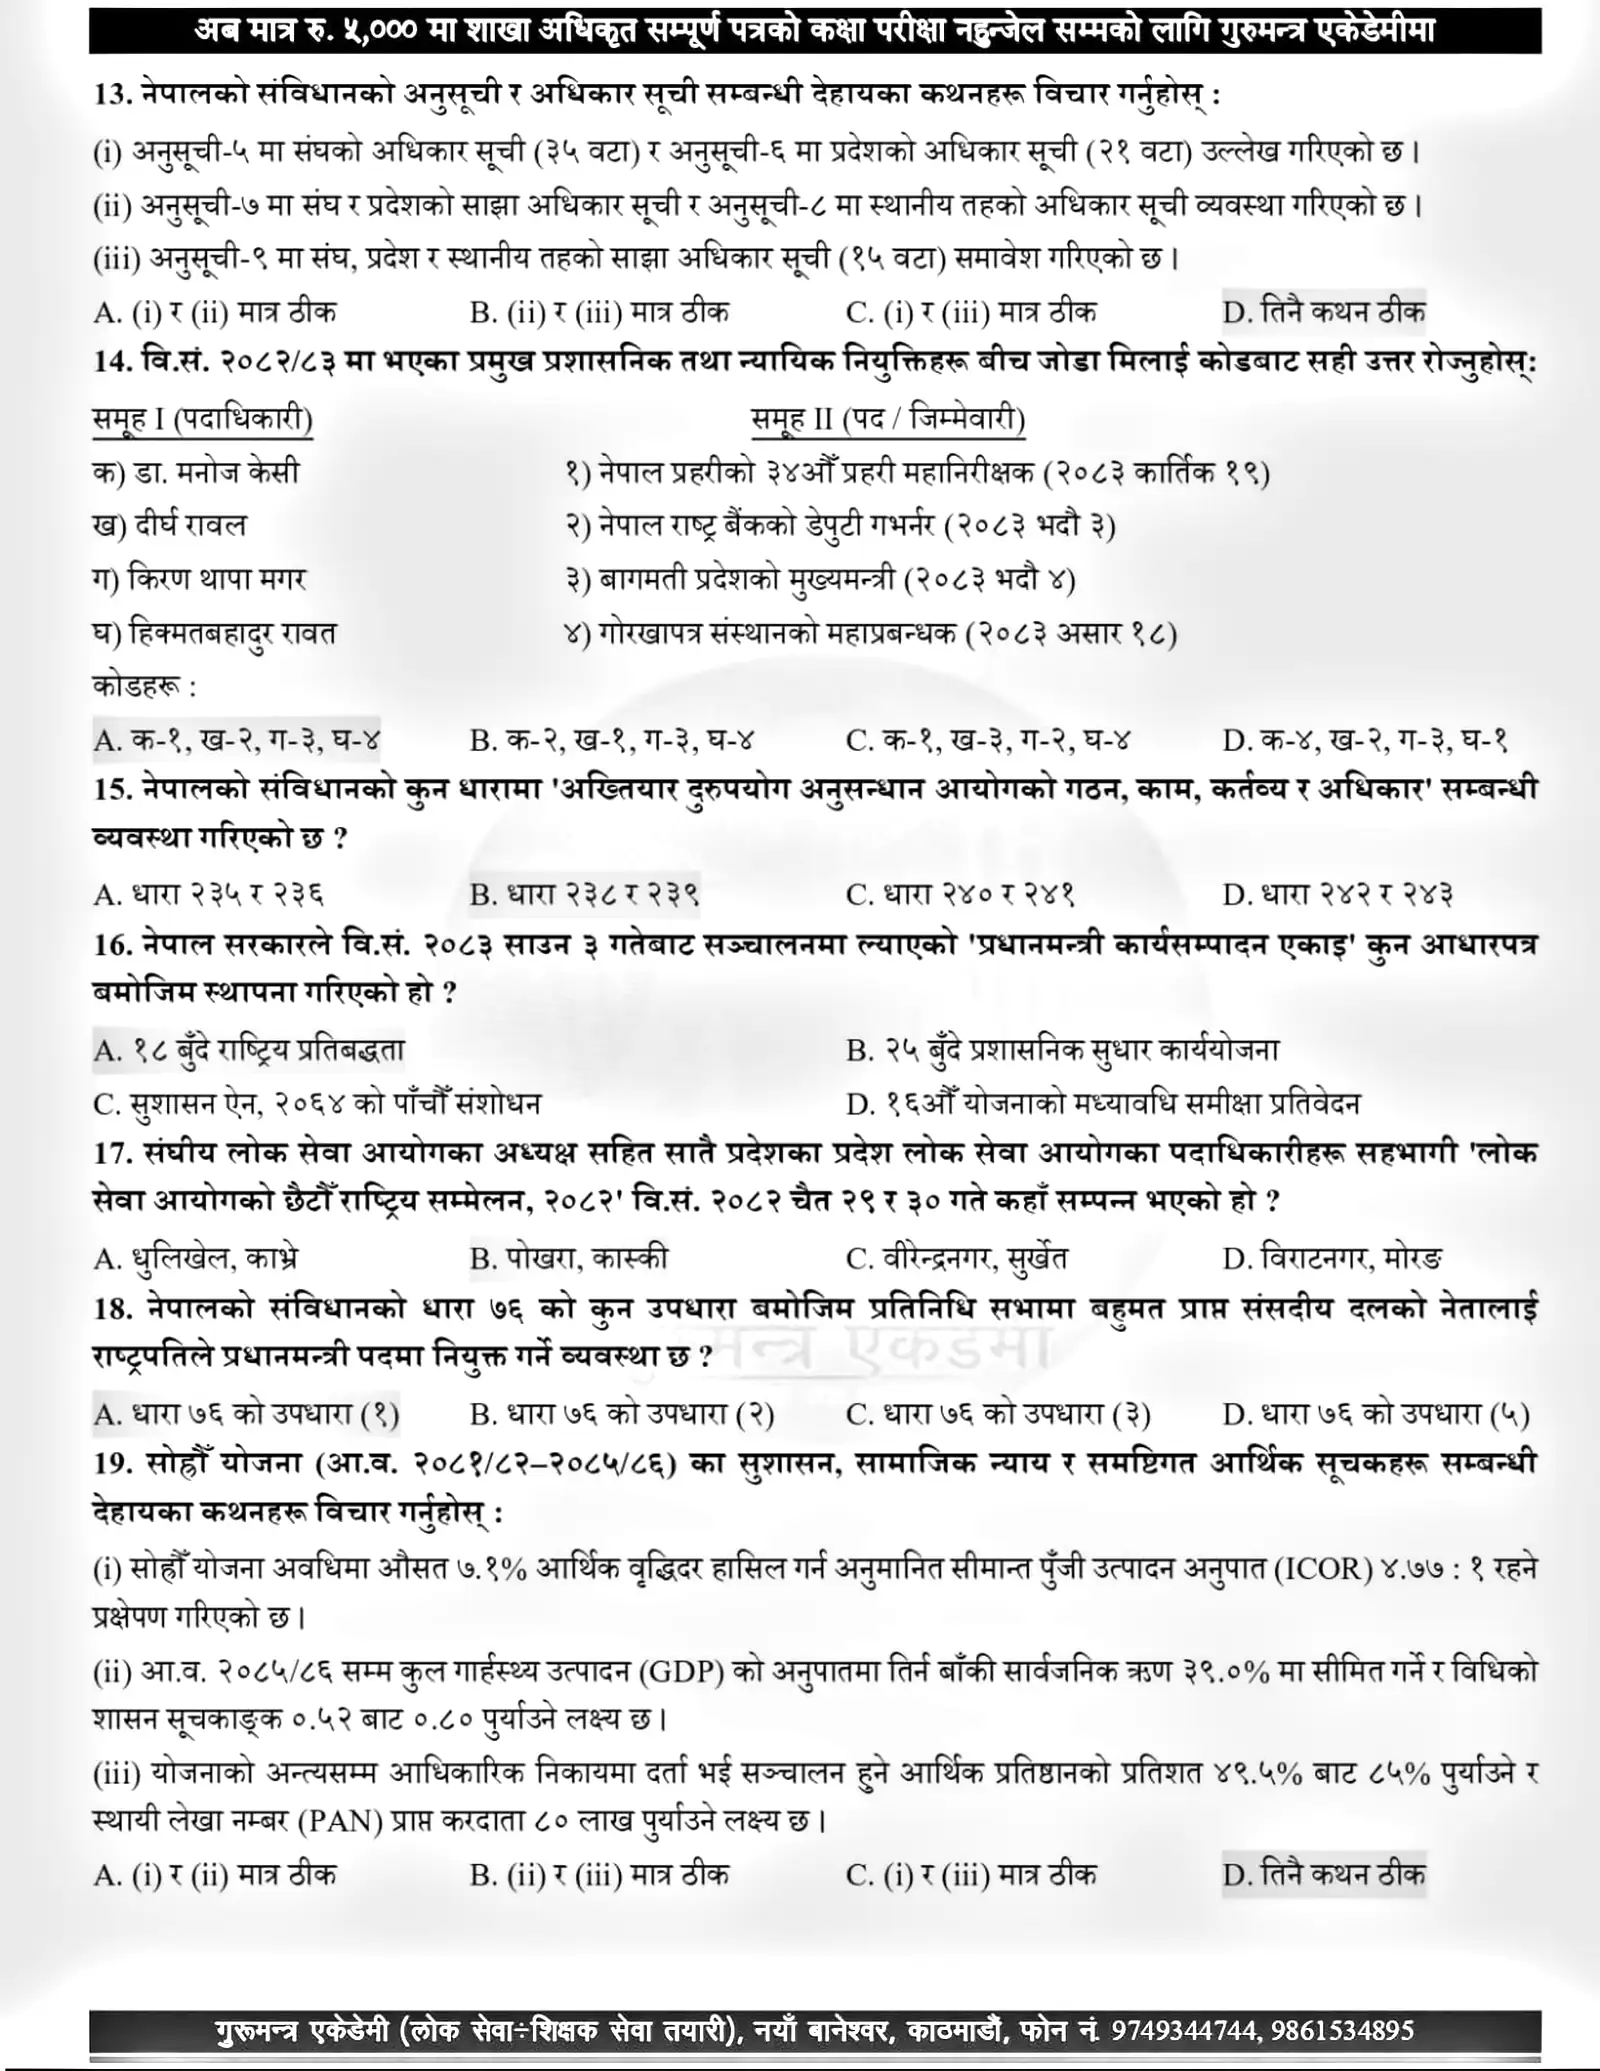 अब मात्र रु. ५,००० मा शाखा अधिकृत सम्पूर्ण पत्रको कक्षा परीक्षा नहुन्जेल सम्मको लागि गुरुमन्त्र एकेडेमीमा
13. नेपालको संविधानको अनुसूची र अधिकार सूची सम्बन्धी देहायका कथनहरू विचार गर्नुहोस् :
(i) अनुसूची-५ मा संघको अधिकार सूची (३५ वटा) र अनुसूची-६ मा प्रदेशको अधिकार सूची (२१ वटा) उल्लेख गरिएको छ ।
(ii) अनुसूची-७ मा संघ र प्रदेशको साझा अधिकार सूची र अनुसूची-८ मा स्थानीय तहको अधिकार सूची व्यवस्था गरिएको छ ।
(iii) अनुसूची-९ मा संघ, प्रदेश र स्थानीय तहको साझा अधिकार सूची (१५ वटा) समावेश गरिएको छ ।
A. (i) र (ii) मात्र ठीक B. (ii) र (iii) मात्र ठीक C. (i) र (iii) मात्र ठीक D. तिनै कथन ठीक
14. वि.सं. २०८२/८३ मा भएका प्रमुख प्रशासनिक तथा न्यायिक नियुक्तिहरू बीच जोडा मिलाई कोडबाट सही उत्तर रोज्नुहोस्:
समूह I (पदाधिकारी) समूह II (पद / जिम्मेवारी)
क) डा. मनोज केसी १) नेपाल प्रहरीको ३४औँ प्रहरी महानिरीक्षक (२०८३ कार्तिक १९)
ख) दीर्घ रावल २) नेपाल राष्ट्र बैंकको डेपुटी गभर्नर (२०८३ भदौ ३)
ग) किरण थापा मगर ३) बागमती प्रदेशको मुख्यमन्त्री (२०८३ भदौ ४)
घ) हिक्मतबहादुर रावत ४) गोरखापत्र संस्थानको महाप्रबन्धक (२०८३ असार १८)
कोडहरू :
A. क-१, ख-२, ग-३, घ-४ B. क-२, ख-१, ग-३, घ-४ C. क-१, ख-३, ग-२, घ-४ D. क-४, ख-२, ग-३, घ-१
15. नेपालको संविधानको कुन धारामा 'अख्तियार दुरुपयोग अनुसन्धान आयोगको गठन, काम, कर्तव्य र अधिकार' सम्बन्धी
व्यवस्था गरिएको छ ?
A. धारा २३५ र २३६ B. धारा २३८ र २३९ C. धारा २४० र २४१ D. धारा २४२ र २४३
16. नेपाल सरकारले वि.सं. २०८३ साउन ३ गतेबाट सञ्चालनमा ल्याएको 'प्रधानमन्त्री कार्यसम्पादन एकाइ' कुन आधारपत्र
बमोजिम स्थापना गरिएको हो ?
A. १८ बुँदे राष्ट्रिय प्रतिबद्धता B. २५ बुँदे प्रशासनिक सुधार कार्ययोजना
C. सुशासन ऐन, २०६४ को पाँचौँ संशोधन D. १६औँ योजनाको मध्यावधि समीक्षा प्रतिवेदन
17. संघीय लोक सेवा आयोगका अध्यक्ष सहित सातै प्रदेशका प्रदेश लोक सेवा आयोगका पदाधिकारीहरू सहभागी 'लोक
सेवा आयोगको छैटौँ राष्ट्रिय सम्मेलन, २०८२' वि.सं. २०८२ चैत २९ र ३० गते कहाँ सम्पन्न भएको हो ?
A. धुलिखेल, काभ्रे B. पोखरा, कास्की C. वीरेन्द्रनगर, सुर्खेत D. विराटनगर, मोरङ
18. नेपालको संविधानको धारा ७६ को कुन उपधारा बमोजिम प्रतिनिधि सभामा बहुमत प्राप्त संसदीय दलको नेतालाई
राष्ट्रपतिले प्रधानमन्त्री पदमा नियुक्त गर्ने व्यवस्था छ ?
A. धारा ७६ को उपधारा (१) B. धारा ७६ को उपधारा (२) C. धारा ७६ को उपधारा (३) D. धारा ७६ को उपधारा (५)
19. सोह्रौँ योजना (आ.व. २०८१/८२–२०८५/८६) का सुशासन, सामाजिक न्याय र समष्टिगत आर्थिक सूचकहरू सम्बन्धी
देहायका कथनहरू विचार गर्नुहोस् :
(i) सोह्रौँ योजना अवधिमा औसत ७.१% आर्थिक वृद्धिदर हासिल गर्न अनुमानित सीमान्त पुँजी उत्पादन अनुपात (ICOR) ४.७७ : १ रहने
प्रक्षेपण गरिएको छ ।
(ii) आ.व. २०८५/८६ सम्म कुल गार्हस्थ्य उत्पादन (GDP) को अनुपातमा तिर्न बाँकी सार्वजनिक ऋण ३९.०% मा सीमित गर्ने र विधिको
शासन सूचकाङ्क ०.५२ बाट ०.८० पुर्याउने लक्ष्य छ ।
(iii) योजनाको अन्त्यसम्म आधिकारिक निकायमा दर्ता भई सञ्चालन हुने आर्थिक प्रतिष्ठानको प्रतिशत ४९.५% बाट ८५% पुर्याउने र
स्थायी लेखा नम्बर (PAN) प्राप्त करदाता ८० लाख पुर्याउने लक्ष्य छ ।
A. (i) र (ii) मात्र ठीक B. (ii) र (iii) मात्र ठीक C. (i) र (iii) मात्र ठीक D. तिनै कथन ठीक
गुरूमन्त्र एकेडेमी (लोक सेवा÷शिक्षक सेवा तयारी), नयाँ बानेश्वर, काठमाडौं, फोन नं. 9749344744, 9861534895